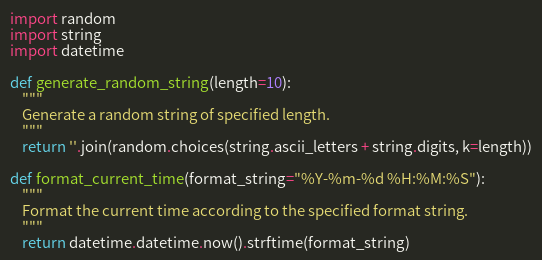 import random
import string
import datetime

def generate_random_string(length=10):
    """
    Generate a random string of specified length.
    """
    return ''.join(random.choices(string.ascii_letters + string.digits, k=length))

def format_current_time(format_string="%Y-%m-%d %H:%M:%S"):
    """
    Format the current time according to the specified format string.
    """
    return datetime.datetime.now().strftime(format_string)